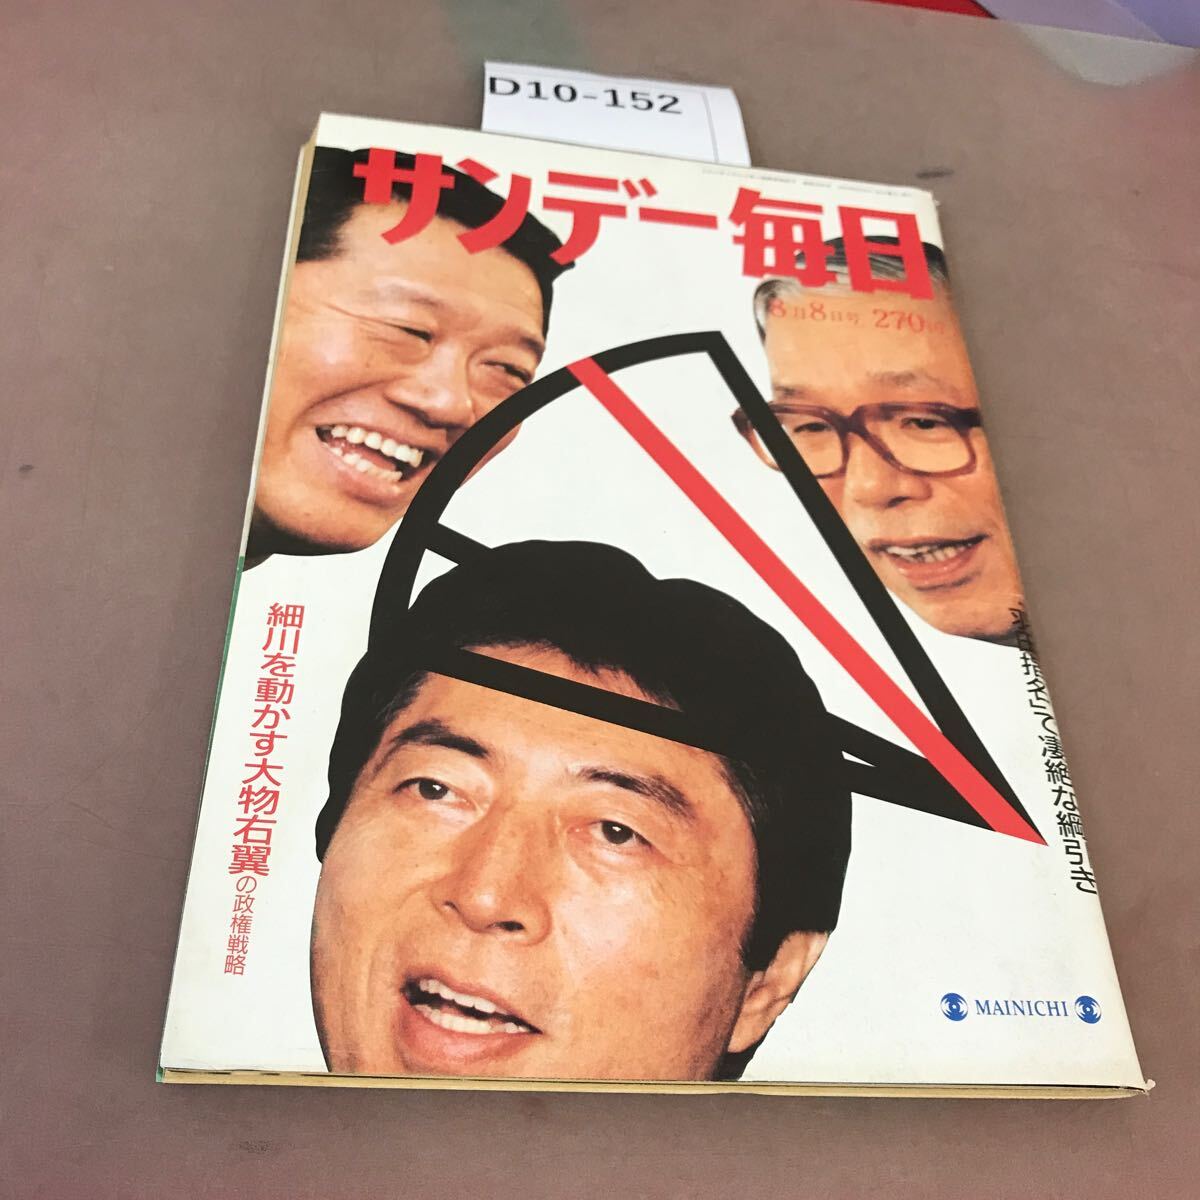 D10-152
サンデー毎日
8月8日号 270円
細川を動かす大物右翼の政権戦略
で凄絶な綱引き
MAINICHI